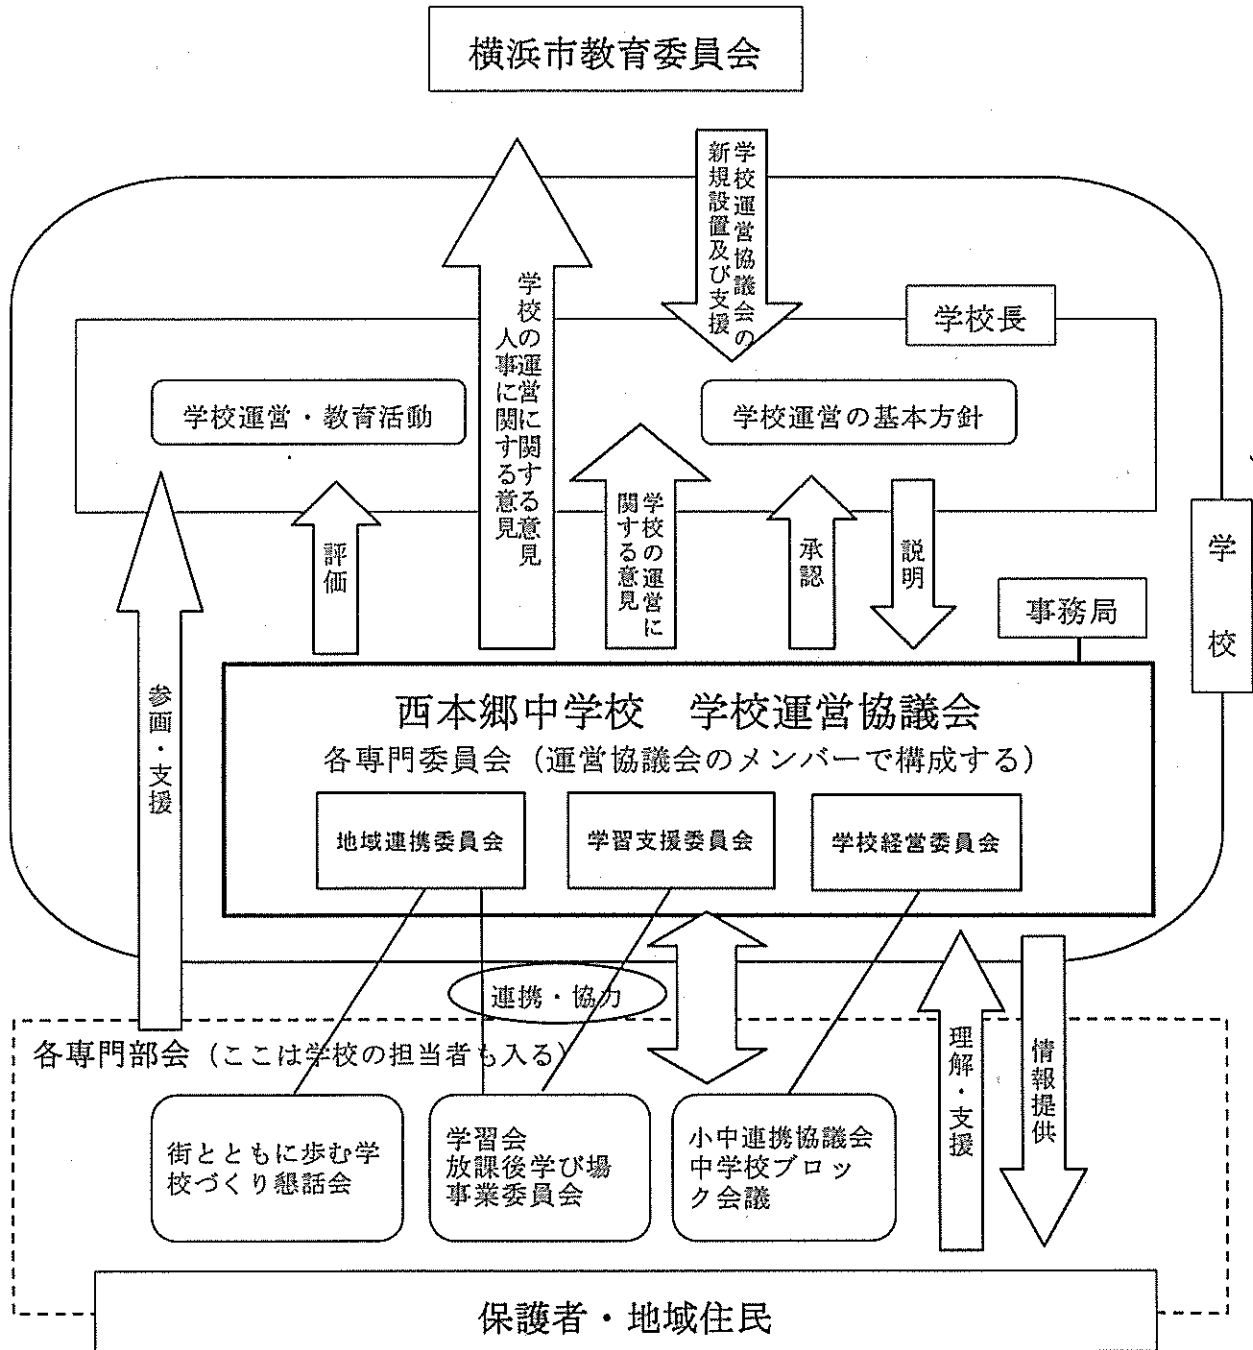 横浜市教育委員会
学校運営協議会の
新規設置及び支援
学校の運営に関する意見
人事に関する意見
学校長
学校運営・教育活動
学校運営の基本方針
評価
学校の運営に
関する意見
承認
説明
学校
事務局
参画・支援
西本郷中学校　学校運営協議会
各専門委員会（運営協議会のメンバーで構成する）
地域連携委員会
学習支援委員会
学校経営委員会
連携・協力
各専門部会（ここは学校の担当者も入る）
理解・支援
情報提供
街とともに歩む学
校づくり懇話会
学習会
放課後学び場
事業委員会
小中連携協議会
中学校ブロッ
ク会議
保護者・地域住民